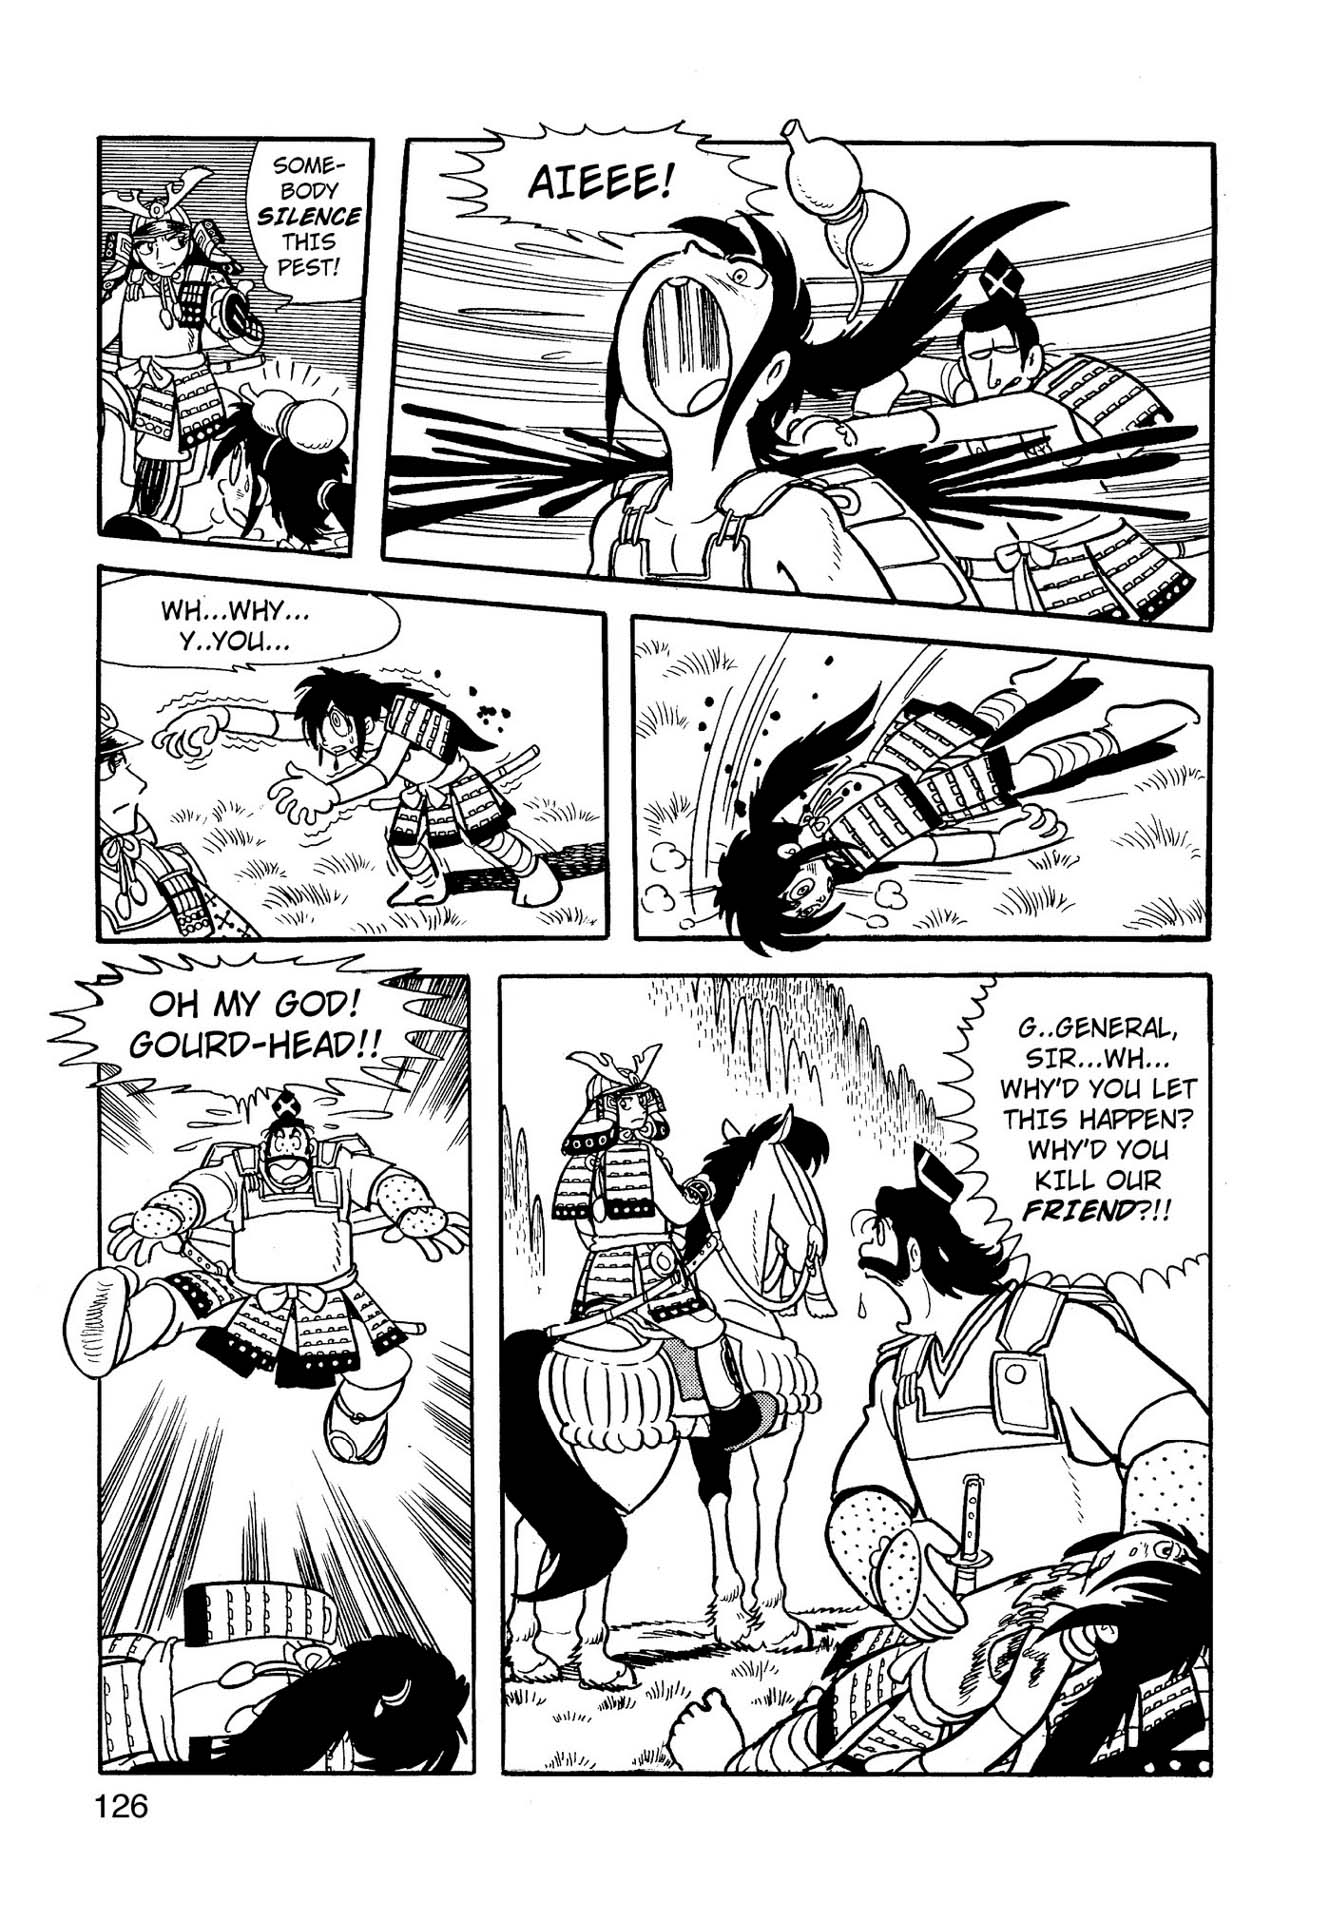 SOME-
BODY
SILENCE
THIS
PEST!
AIEEE!
WH...WHY...
Y..YOU...
OH MY GOD!
GOURD-HEAD!!
G..GENERAL,
SIR...WH...
WHY'D YOU LET
THIS HAPPEN?
WHY'D YOU
KILL OUR
FRIEND?!!
126